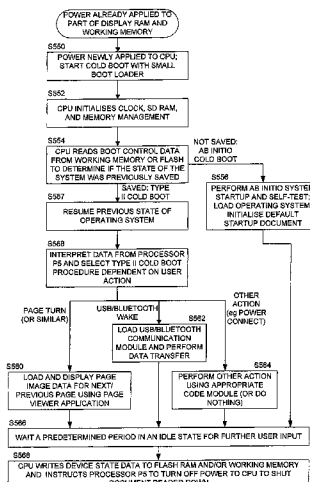 POWER ALREADY APPLIED TO
PART OF DISPLAY RAM AND
WORKING MEMORY
S550
POWER NEWLY APPLIED TO CPU;
START COLD BOOT WITH SMALL
BOOT LOADER
S552
CPU INITIALISES CLOCK, SD RAM,
AND MEMORY MANAGEMENT
S554
CPU READS BOOT CONTROL DATA
FROM WORKING MEMORY OR FLASH
TO DETERMINE IF THE STATE OF THE
SYSTEM WAS PREVIOUSLY SAVED
NOT SAVED:
AB INITIO
COLD BOOT
S556
PERFORM AB INITIO SYSTEM
STARTUP AND SELF-TEST;
LOAD OPERATING SYSTEM
INITIALISE DEFAULT
STARTUP DOCUMENT
SAVED: TYPE
II COLD BOOT
S557
RESUME PREVIOUS STATE OF
OPERATING SYSTEM
S558
INTERPRET DATA FROM PROCESSOR
P5 AND SELECT TYPE II COLD BOOT
PROCEDURE DEPENDENT ON USER
ACTION
PAGE TURN
(OR SIMILAR)
USB/BLUETOOTH
WAKE
OTHER
ACTION
(eg POWER
CONNECT)
S562
LOAD USB/BLUETOOTH
COMMUNICATION
MODULE AND PERFORM
DATA TRANSFER
S560
LOAD AND DISPLAY PAGE
IMAGE DATA FOR NEXT/
PREVIOUS PAGE USING PAGE
VIEWER APPLICATION
S564
PERFORM OTHER ACTION
USING APPROPRIATE
CODE MODULE (OR DO
NOTHING)
S566
WAIT A PREDETERMINED PERIOD IN AN IDLE STATE FOR FURTHER USER INPUT
S568
CPU WRITES DEVICE STATE DATA TO FLASH RAM AND/OR WORKING MEMORY
AND INSTRUCTS PROCESSOR P5 TO TURN OFF POWER TO CPU TO SHUT
DOCUMENT READER DOWN